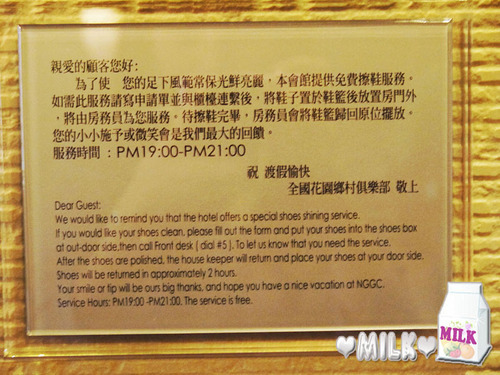 親愛的顧客您好:
為了使 您的足下風範常保光鮮亮麗，本會館提供免費擦鞋服務。
如需此服務請寫申請單並與櫃檯連繫後，將鞋子置於鞋籃後放置房門外
，將由房務員為您服務。待擦鞋完畢，房務員會將鞋籃歸回原位擺放。
您的小小施予或微笑會是我們最大的回饋。
服務時間：PM19:00-PM21:00
祝 渡假愉快
全國花園鄉村俱樂部 敬上
Dear Guest:
We would like to remind you that the hotel offers a special shoes shining service.
If you would like your shoes clean, please fill out the form and put your shoes into the shoes box
at out-door side,then call Front desk ( dial #5 ). To let us know that you need the service.
After the shoes are polished, the house keeper will return and place your shoes at your door side.
Shoes will be returned in approximately 2 hours.
Your smile or tip will be ours big thanks, and hope you have a nice vacation at NGGC.
Service Hours: PM19:00 -PM21:00. The service is free.
MILK
MILK